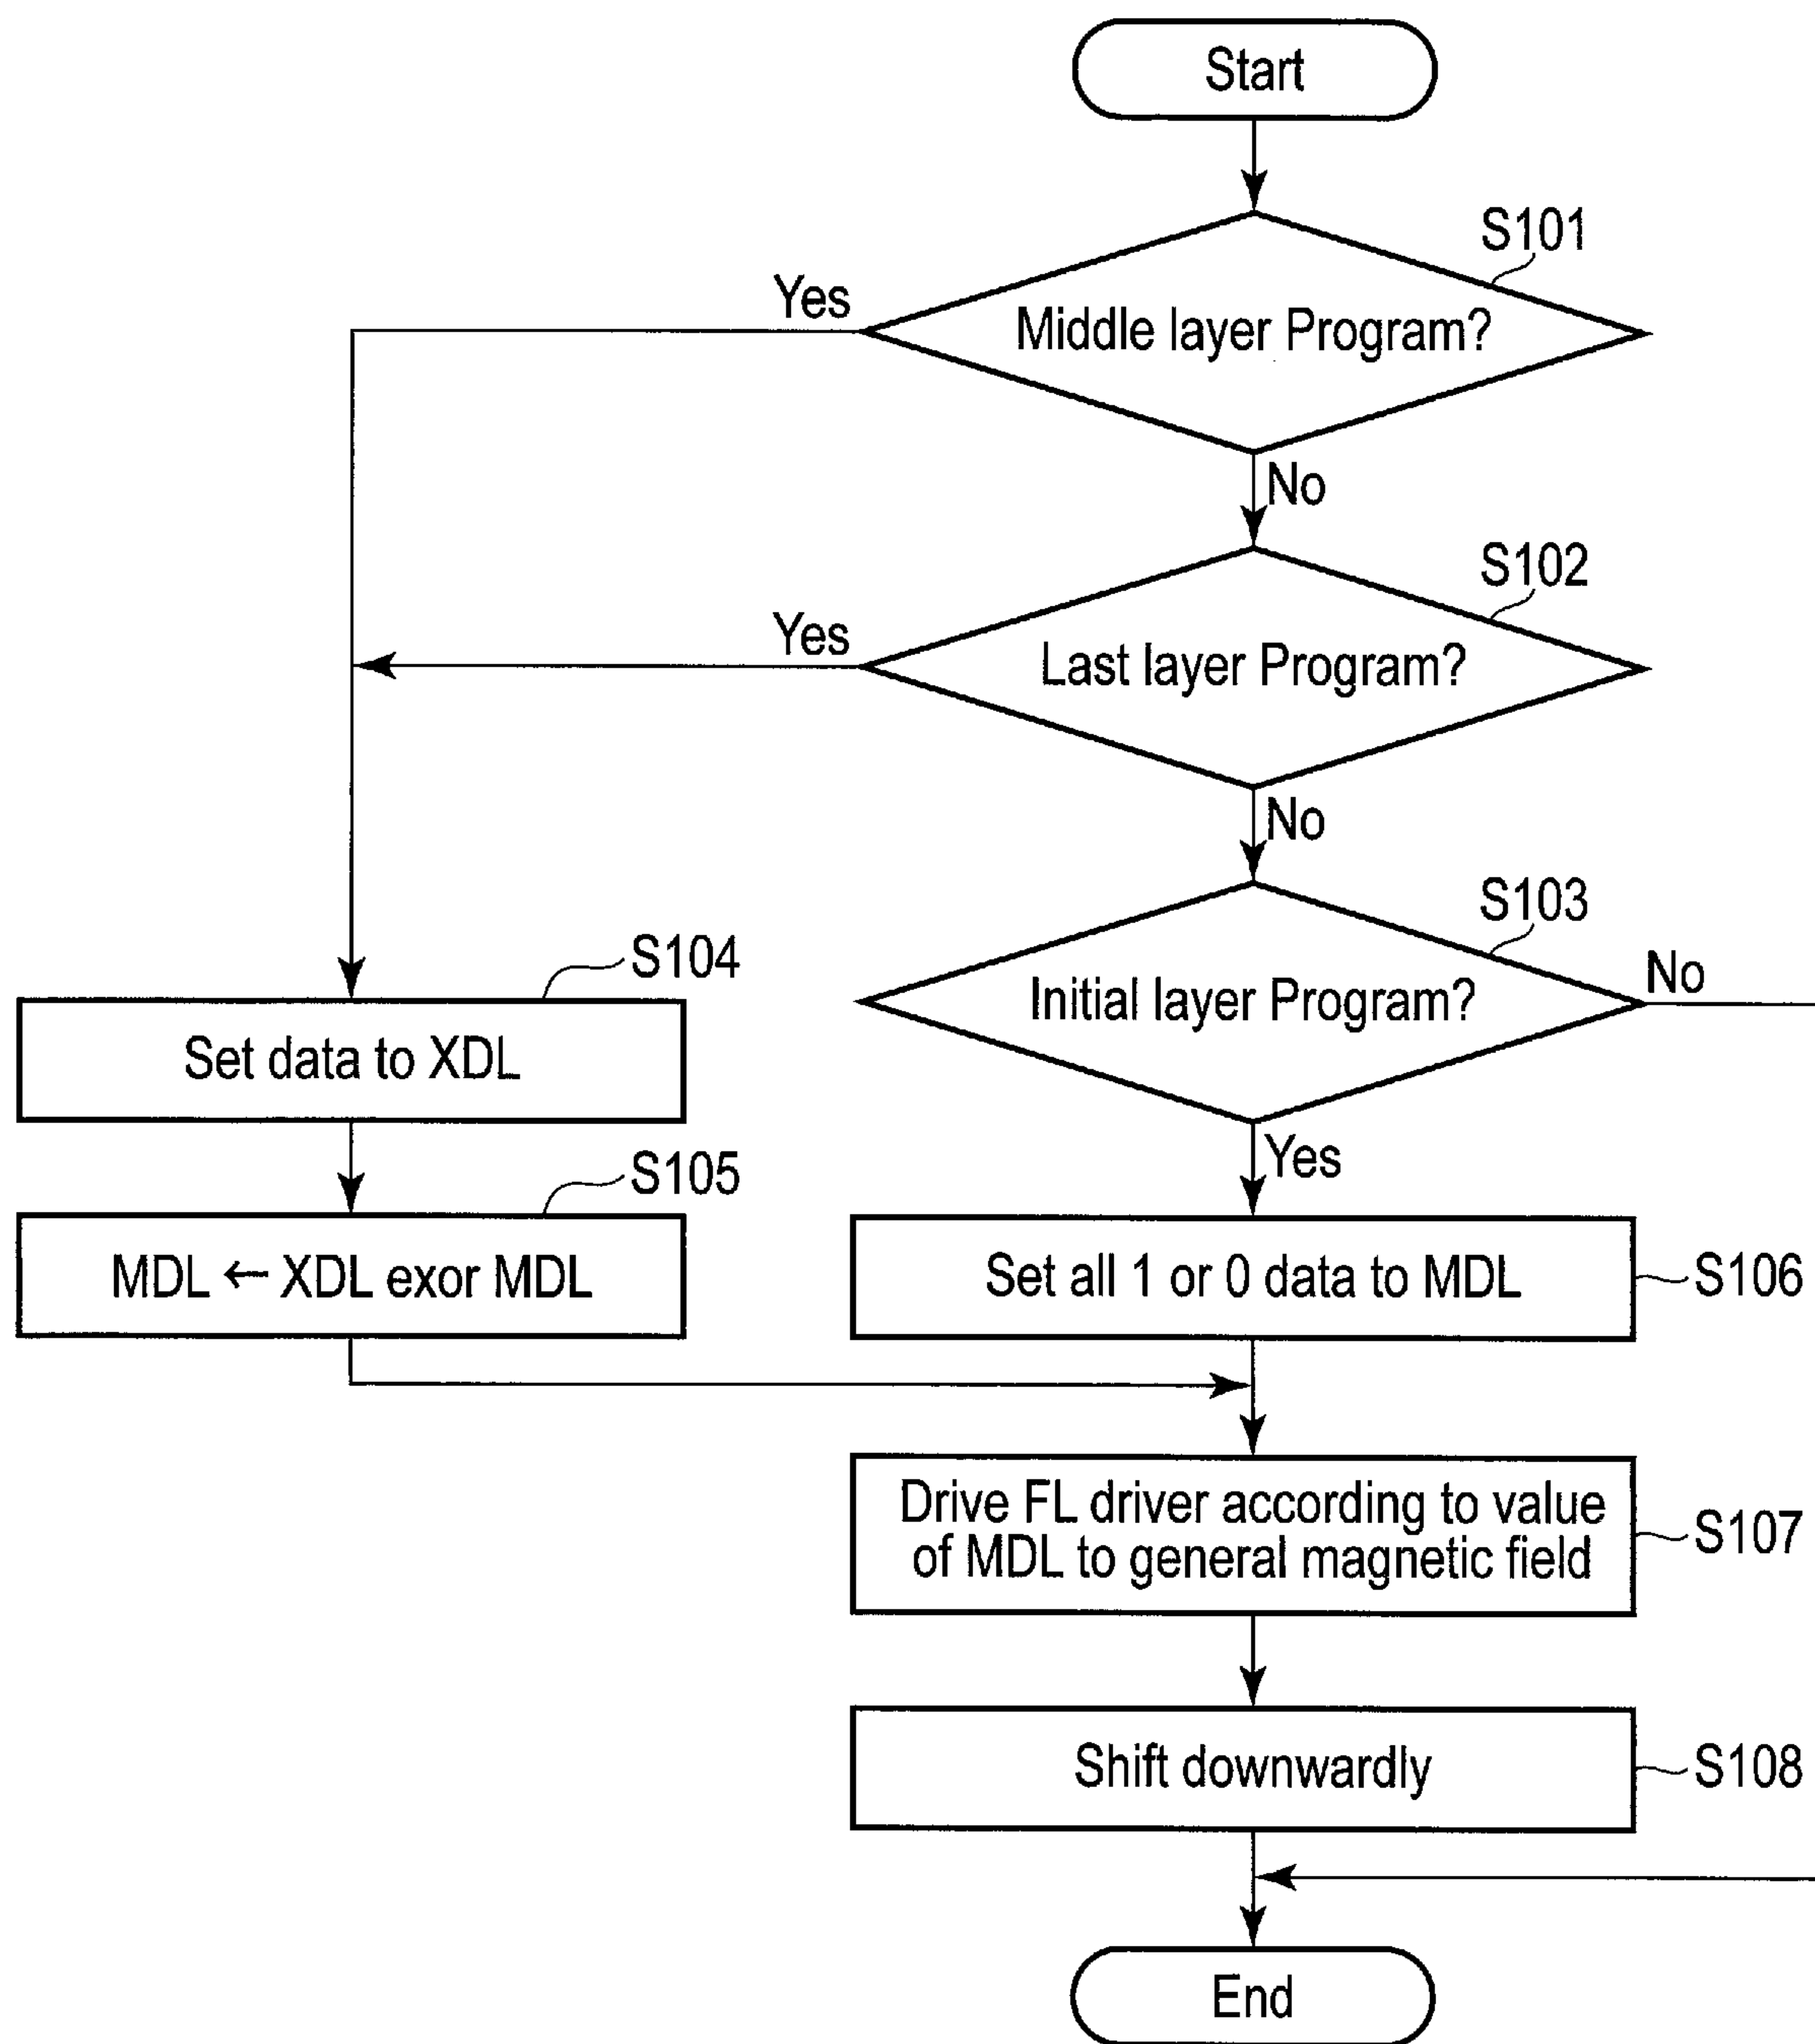 Start
S101
Yes
Middle layer Program?
No
S102
Yes
Last layer Program?
No
S103
Initial layer Program?
No
S104
Set data to XDL
Yes
S105
MDL ← XDL exor MDL
Set all 1 or 0 data to MDL
S106
Drive FL driver according to value
of MDL to general magnetic field
S107
Shift downwardly
S108
End